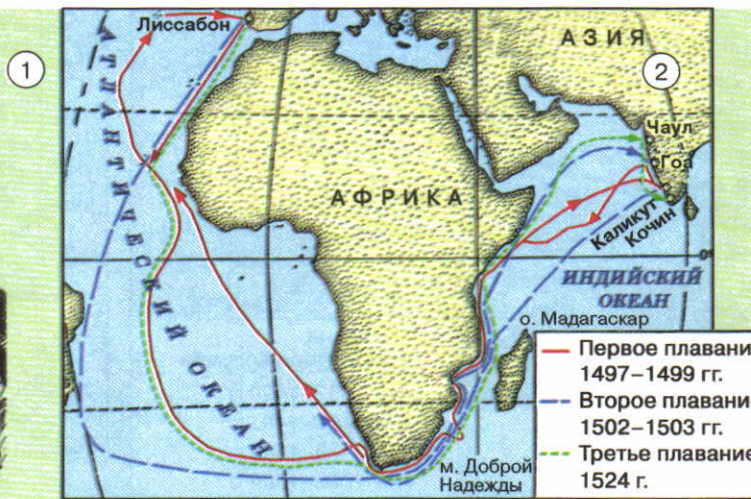 1
2
Лиссабон
АЗИЯ
Чаул
Гоа
АТЛАНТИЧЕСКИЙ ОКЕАН
АФРИКА
Каликут
Кочин
0°
ИНДИЙСКИЙ
ОКЕАН
о. Мадагаскар
м. Доброй
Надежды
Первое плавани
1497–1499 гг.
Второе плавани
1502–1503 гг.
Третье плавание
1524 г.